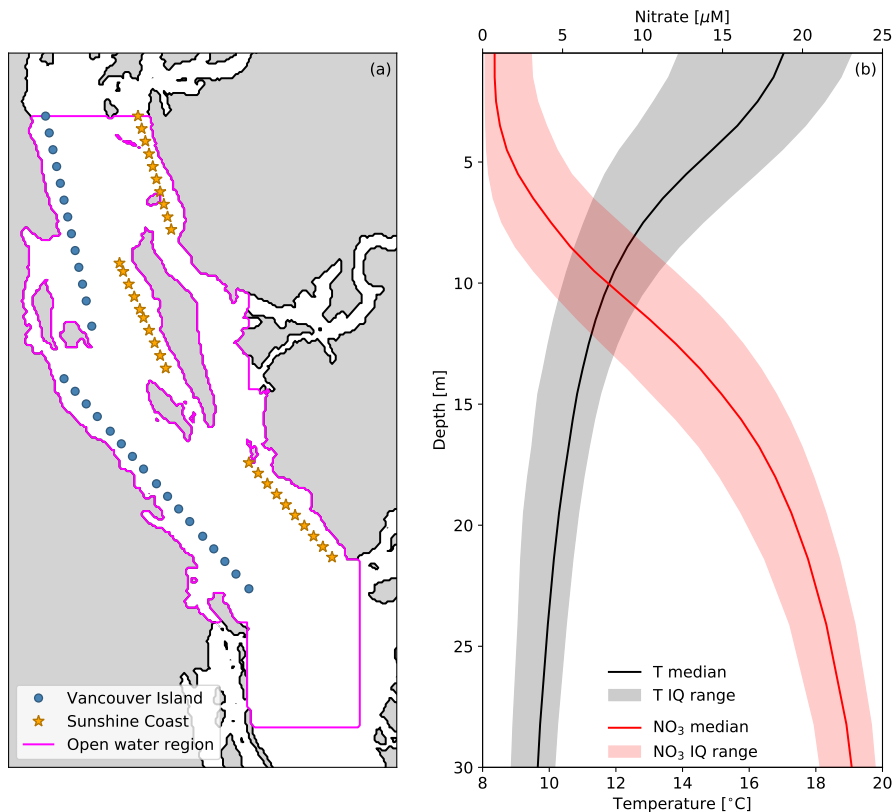 (a)
Vancouver Island
Sunshine Coast
Open water region
Nitrate [μM]
0 5 10 15 20 25
(b)
Depth [m]
5
10
15
20
25
30
T median
T IQ range
NO₃ median
NO₃ IQ range
8 10 12 14 16 18 20
Temperature [°C]